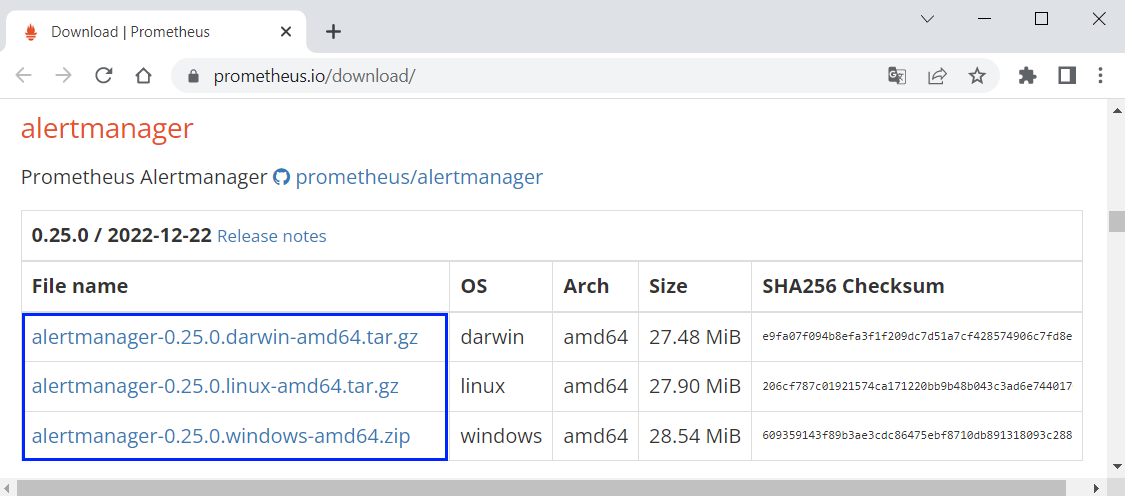 Download | Prometheus
prometheus.io/download/
alertmanager
Prometheus Alertmanager prometheus/alertmanager
0.25.0 / 2022-12-22 Release notes
File name OS Arch Size SHA256 Checksum
alertmanager-0.25.0.darwin-amd64.tar.gz darwin amd64 27.48 MiB e9fa07f094b8efa3f1f209dc7d51a7cf428574906c7fd8e
alertmanager-0.25.0.linux-amd64.tar.gz linux amd64 27.90 MiB 206cf787c01921574ca171220bb9b48b043c3ad6e744017
alertmanager-0.25.0.windows-amd64.zip windows amd64 28.54 MiB 609359143f89b3ae3cdc86475ebf8710db891318093c288